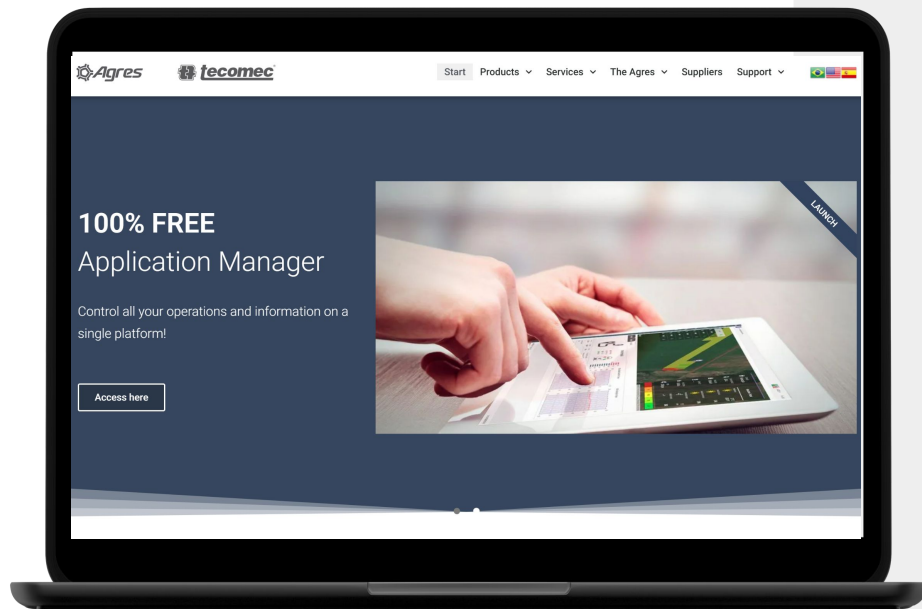 Agres
tecomec
Start Products Services The Agres Suppliers Support
LAUNCH
100% FREE
Application Manager
Control all your operations and information on a
single platform!
Access here